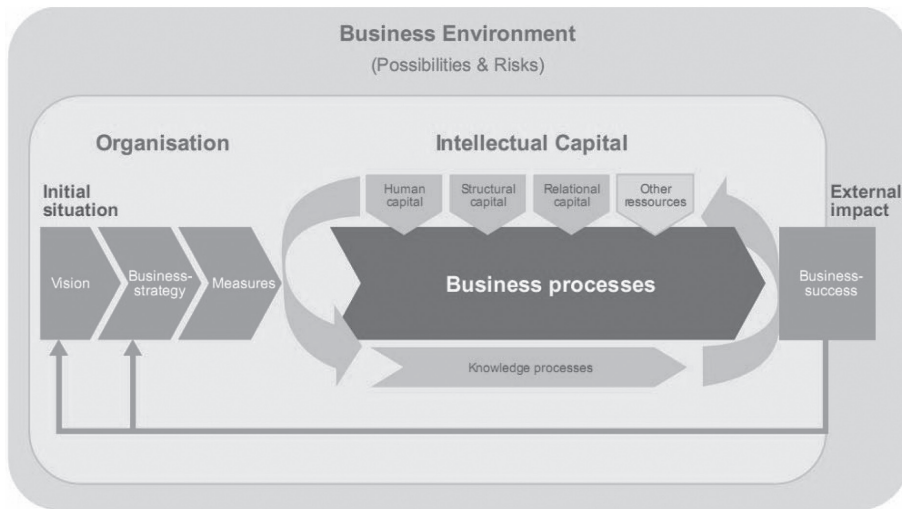 Business Environment
(Possibilities & Risks)
Organisation
Intellectual Capital
Initial
situation
Human
capital
Structural
capital
Relational
capital
Other
ressources
External
impact
Vision
Business-
strategy
Measures
Business processes
Business-
success
Knowledge processes